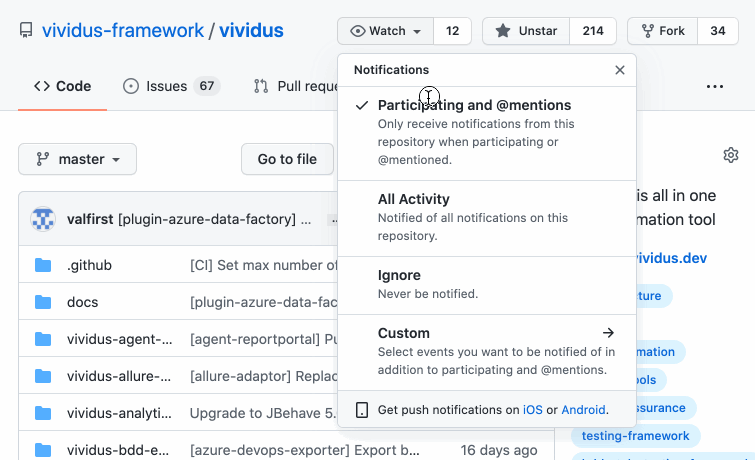 vividus-framework / vividus
Watch 12
Unstar 214
Fork 34
Code
Issues 67
Pull reque
Notifications
Participating and @mentions
Only receive notifications from this
repository when participating or
@mentioned.
All Activity
Notified of all notifications on this
repository.
Ignore
Never be notified.
Custom
Select events you want to be notified of in
addition to participating and @mentions.
Get push notifications on iOS or Android.
master
Go to file
valfirst [plugin-azure-data-factory] ...
.github [CI] Set max number of
docs [plugin-azure-data-fac
vividus-agent-... [agent-reportportal] Pu
vividus-allure-... [allure-adaptor] Replac
vividus-analyti... Upgrade to JBehave 5.
vividus-bdd-e... [azure-devops-exporter] Export b... 16 days ago
is all in one
mation tool
vividus.dev
ture
mation
ools
ssurance
testing-framework